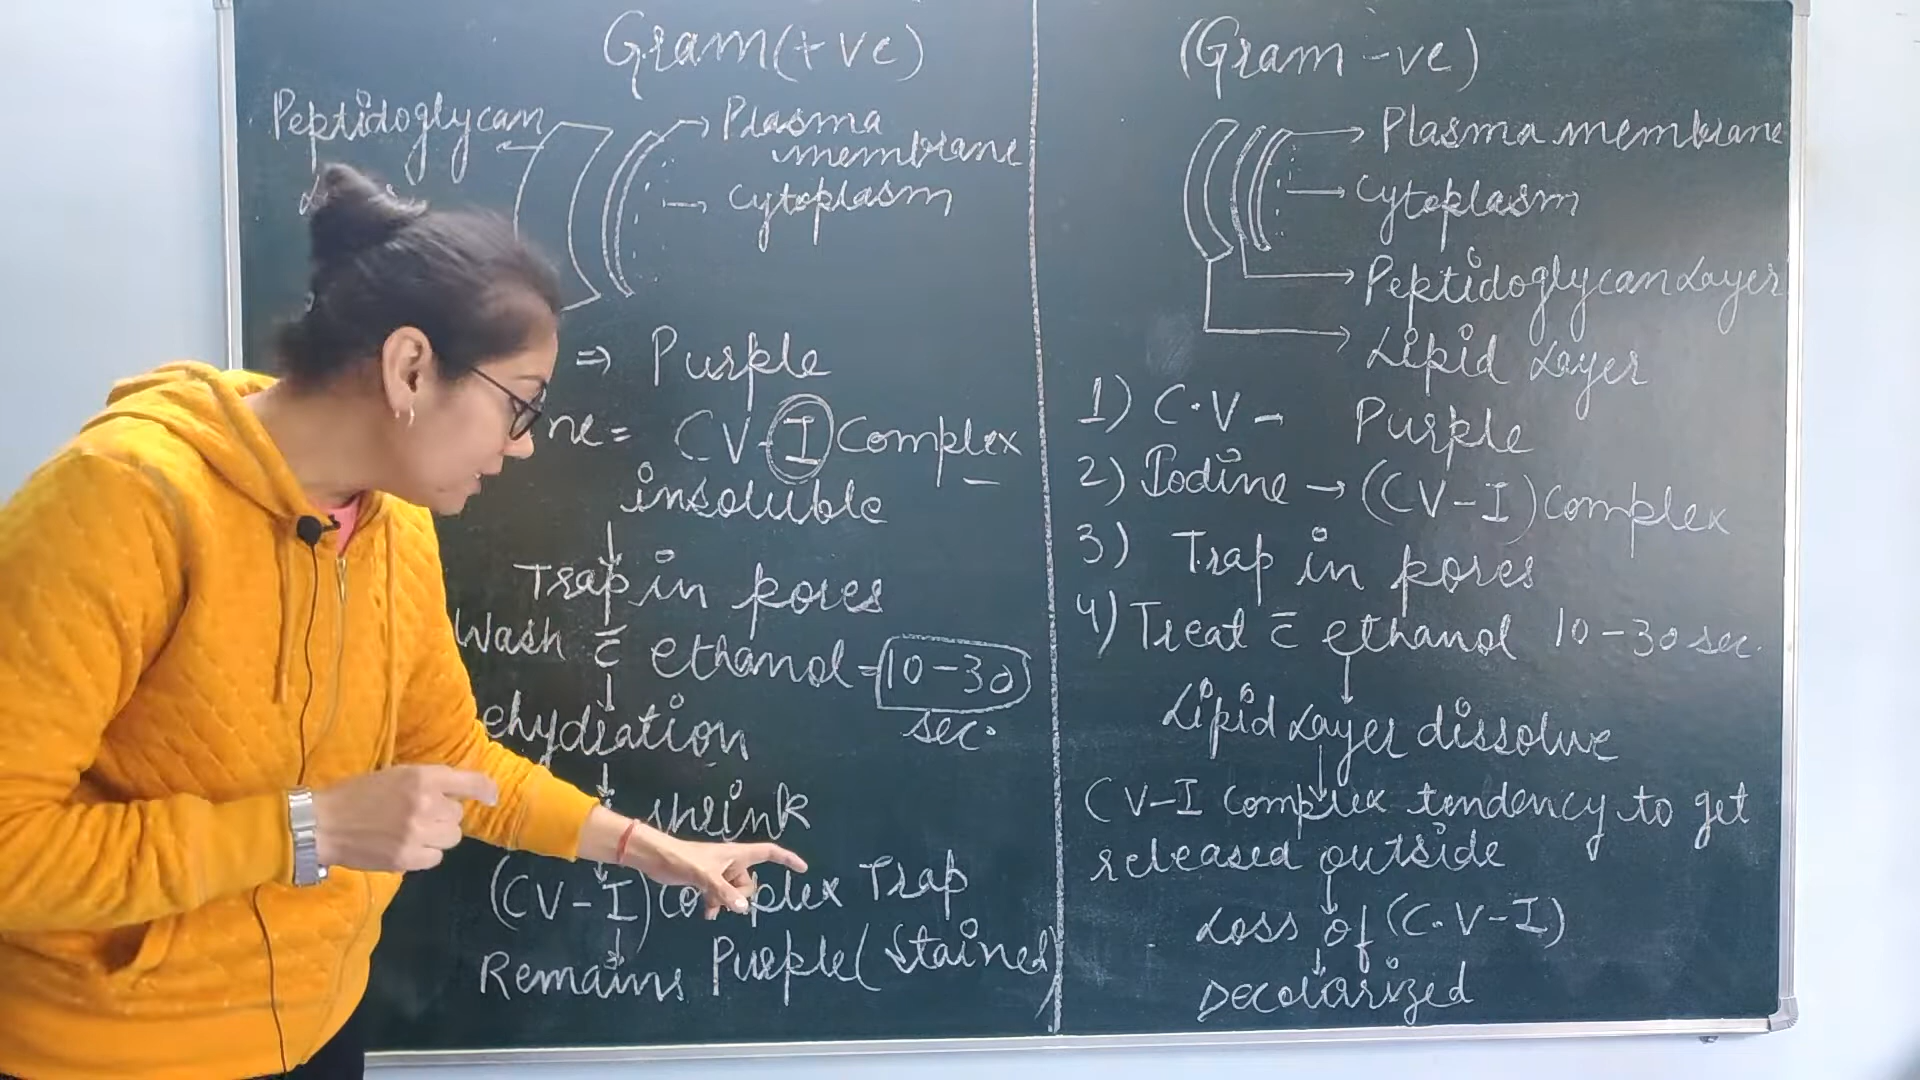 Gram (+ve)
Peptidoglycan
Plasma
membrane
Cytoplasm
=> Purple
ne = CV-I Complex
insoluble
Trap in pores
Wash c̄ ethanol = 10-30
sec.
ehydration
shrink
(CV-I) Complex Trap
Remains Purple (Stained)
(Gram -ve)
Plasma membrane
Cytoplasm
Peptidoglycan Layer
Lipid Layer
1) C.V - Purple
2) Iodine → (CV-I) Complex
3) Trap in pores
4) Treat c̄ ethanol 10-30 sec.
Lipid Layer dissolve
CV-I complex tendency to get
released outside
Loss of (C.V-I)
Decolarized